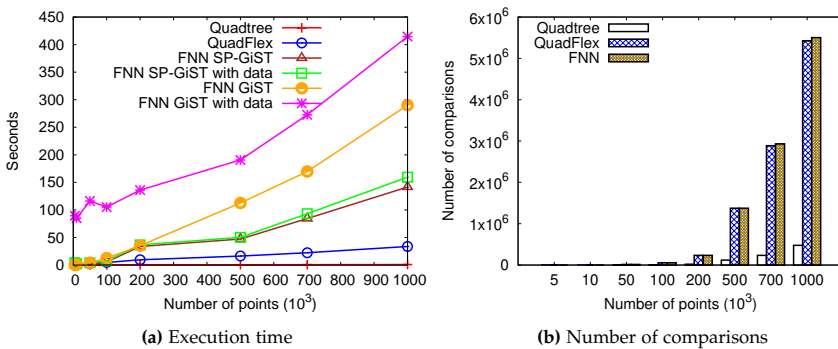 450
400
350
300
250
200
150
100
50
0
Seconds
Quadtree
QuadFlex
FNN SP-GiST
FNN SP-GiST with data
FNN GiST
FNN GiST with data
0 100 200 300 400 500 600 700 800 900 1000
Number of points (10³)
(a) Execution time
6x10⁶
5x10⁶
4x10⁶
3x10⁶
2x10⁶
1x10⁶
0
Number of comparisons
Quadtree
QuadFlex
FNN
5 10 50 100 200 500 700 1000
Number of points (10³)
(b) Number of comparisons